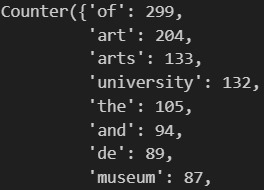 Counter({'of': 299,
'art': 204,
'arts': 133,
'university': 132,
'the': 105,
'and': 94,
'de': 89,
'museum': 87,